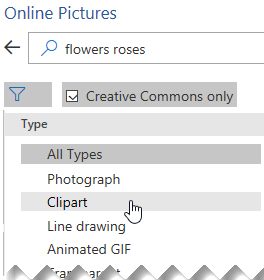 Online Pictures
flowers roses
Creative Commons only
Type
All Types
Photograph
Clipart
Line drawing
Animated GIF